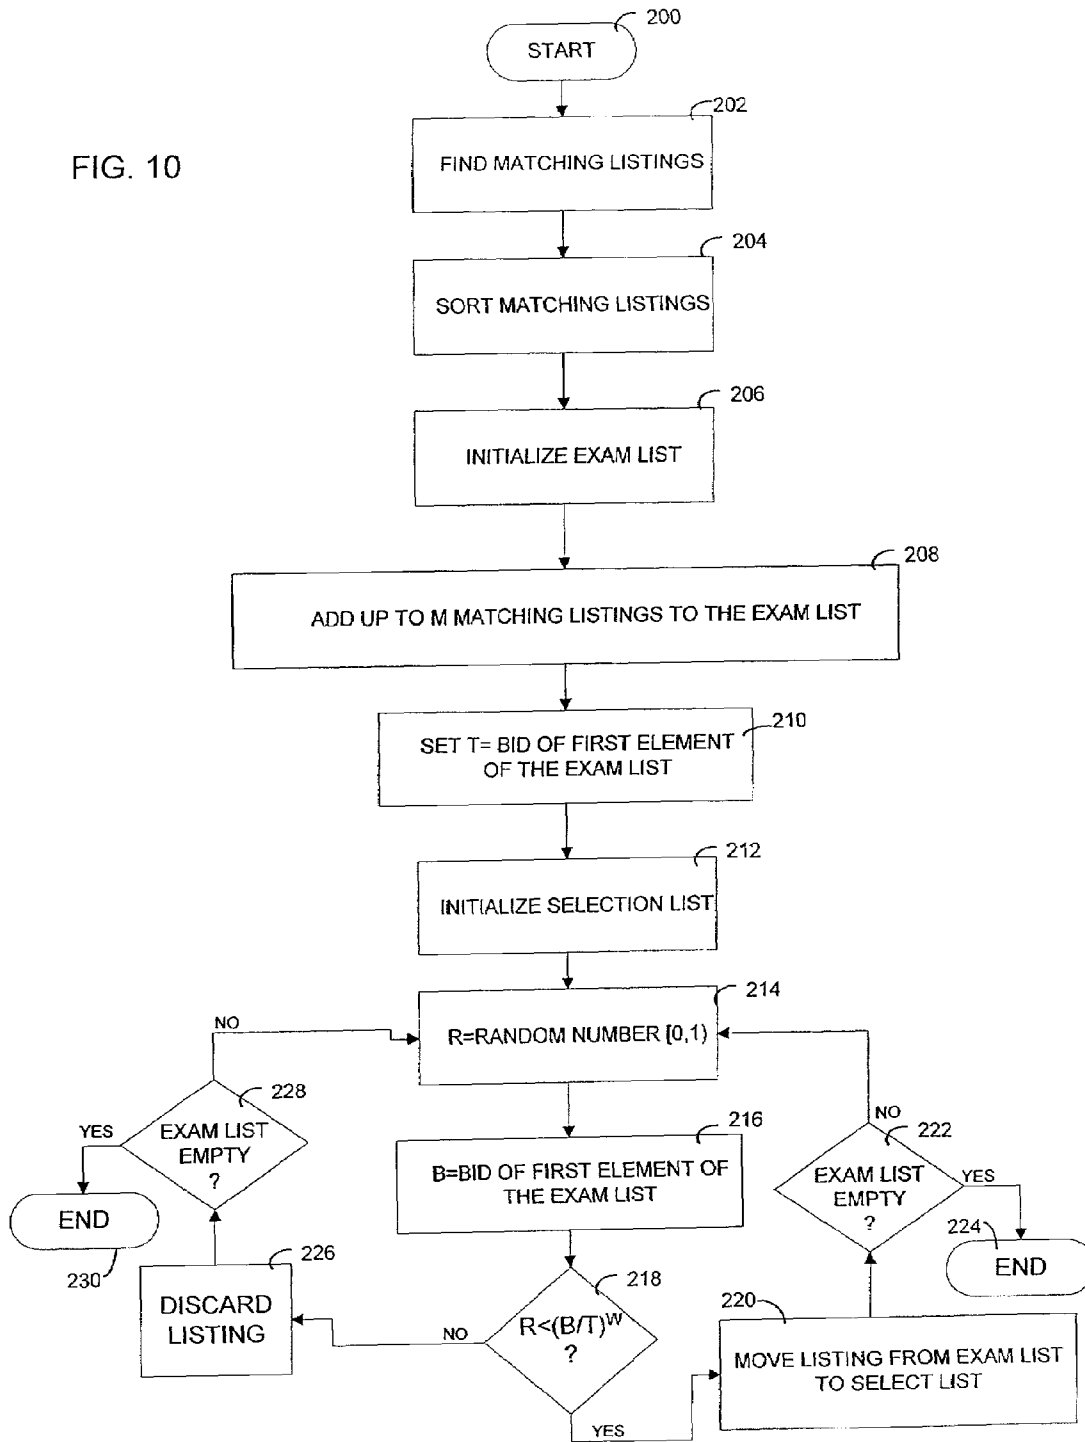 200
START
202
FIG. 10
FIND MATCHING LISTINGS
204
SORT MATCHING LISTINGS
206
INITIALIZE EXAM LIST
208
ADD UP TO M MATCHING LISTINGS TO THE EXAM LIST
210
SET T= BID OF FIRST ELEMENT
OF THE EXAM LIST
212
INITIALIZE SELECTION LIST
214
NO
R=RANDOM NUMBER [0,1)
228
NO
YES
EXAM LIST
EMPTY
?
216
B=BID OF FIRST ELEMENT OF
THE EXAM LIST
222
EXAM LIST
EMPTY
?
YES
END
230
226
DISCARD
LISTING
218
R<(B/T)^W
?
NO
YES
224
END
220
MOVE LISTING FROM EXAM LIST
TO SELECT LIST